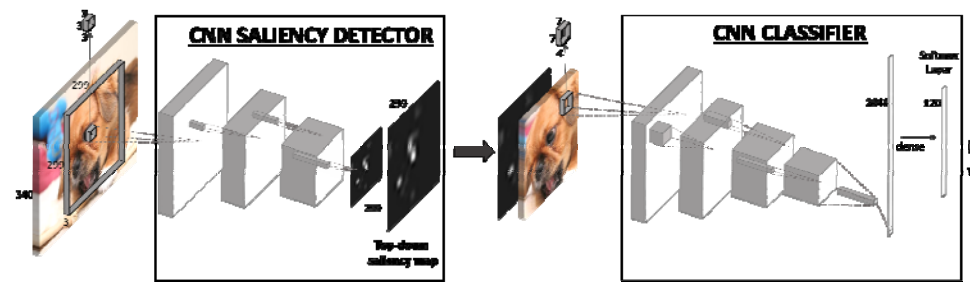 CNN SALIENCY DETECTOR
CNN CLASSIFIER
3
3
299
299
340
3
299
299
Top-down
saliency map
7
7
4
Softmax
Layer
2048
120
dense